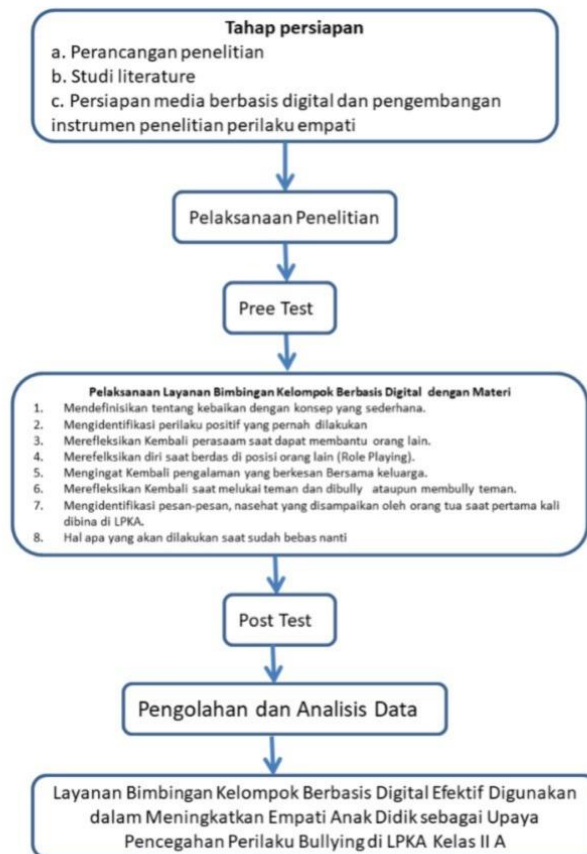 Tahap persiapan
a. Perancangan penelitian
b. Studi literature
c. Persiapan media berbasis digital dan pengembangan
instrumen penelitian perilaku empati
Pelaksanaan Penelitian
Pree Test
Pelaksanaan Layanan Bimbingan Kelompok Berbasis Digital dengan Materi
1. Mendefinisikan tentang kebaikan dengan konsep yang sederhana.
2. Mengidentifikasi perilaku positif yang pernah dilakukan
3. Merefleksikan Kembali perasaam saat dapat membantu orang lain.
4. Merefelksikan diri saat berdas di posisi orang lain (Role Playing).
5. Mengingat Kembali pengalaman yang berkesan Bersama keluarga.
6. Merefleksikan Kembali saat melukai teman dan dibully ataupun membully teman.
7. Mengidentifikasi pesan-pesan, nasehat yang disampaikan oleh orang tua saat pertama kali
dibina di LPKA.
8. Hal apa yang akan dilakukan saat sudah bebas nanti
Post Test
Pengolahan dan Analisis Data
Layanan Bimbingan Kelompok Berbasis Digital Efektif Digunakan
dalam Meningkatkan Empati Anak Didik sebagai Upaya
Pencegahan Perilaku Bullying di LPKA Kelas II A